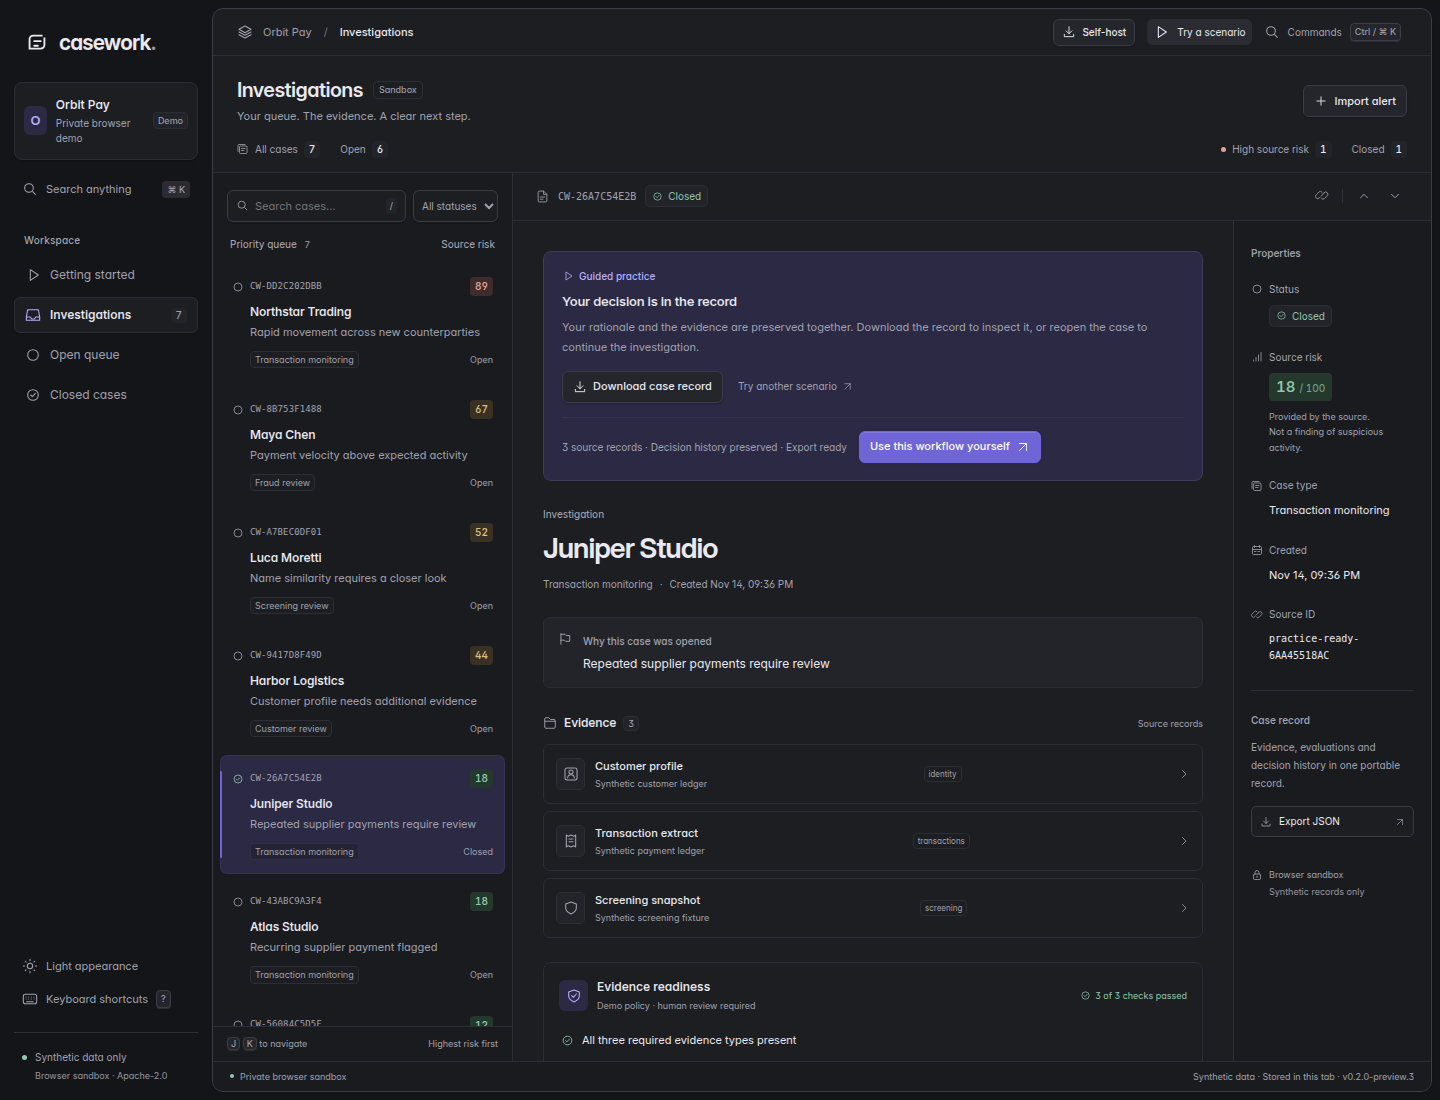 casework.
O
Orbit Pay
Private browser
demo
Demo
Search anything
⌘ K
Workspace
Getting started
Investigations
7
Open queue
Closed cases
Light appearance
Keyboard shortcuts ?
Synthetic data only
Browser sandbox · Apache-2.0
Orbit Pay / Investigations
Self-host
Try a scenario
Commands
Ctrl / ⌘ K
Investigations
Sandbox
Your queue. The evidence. A clear next step.
Import alert
All cases 7
Open 6
High source risk 1
Closed 1
Search cases...
/
All statuses
Priority queue 7
Source risk
CW-DD2C202DBB
89
Northstar Trading
Rapid movement across new counterparties
Transaction monitoring
Open
CW-8B753F1488
67
Maya Chen
Payment velocity above expected activity
Fraud review
Open
CW-A7BEC0DF01
52
Luca Moretti
Name similarity requires a closer look
Screening review
Open
CW-9417D8F49D
44
Harbor Logistics
Customer profile needs additional evidence
Customer review
Open
CW-26A7C54E2B
18
Juniper Studio
Repeated supplier payments require review
Transaction monitoring
Closed
CW-43ABC9A3F4
18
Atlas Studio
Recurring supplier payment flagged
Transaction monitoring
Open
CW-56084C5D5F
12
J K to navigate
Highest risk first
CW-26A7C54E2B
Closed
Guided practice
Your decision is in the record
Your rationale and the evidence are preserved together. Download the record to inspect it, or reopen the case to
continue the investigation.
Download case record
Try another scenario
3 source records · Decision history preserved · Export ready
Use this workflow yourself
Investigation
Juniper Studio
Transaction monitoring · Created Nov 14, 09:36 PM
Why this case was opened
Repeated supplier payments require review
Evidence 3
Source records
Customer profile
Synthetic customer ledger
identity
Transaction extract
Synthetic payment ledger
transactions
Screening snapshot
Synthetic screening fixture
screening
Evidence readiness
Demo policy · human review required
3 of 3 checks passed
All three required evidence types present
Properties
Status
Closed
Source risk
18 / 100
Provided by the source.
Not a finding of suspicious
activity.
Case type
Transaction monitoring
Created
Nov 14, 09:36 PM
Source ID
practice-ready-
6AA45518AC
Case record
Evidence, evaluations and
decision history in one portable
record.
Export JSON
Browser sandbox
Synthetic records only
Private browser sandbox
Synthetic data · Stored in this tab · v0.2.0-preview.3